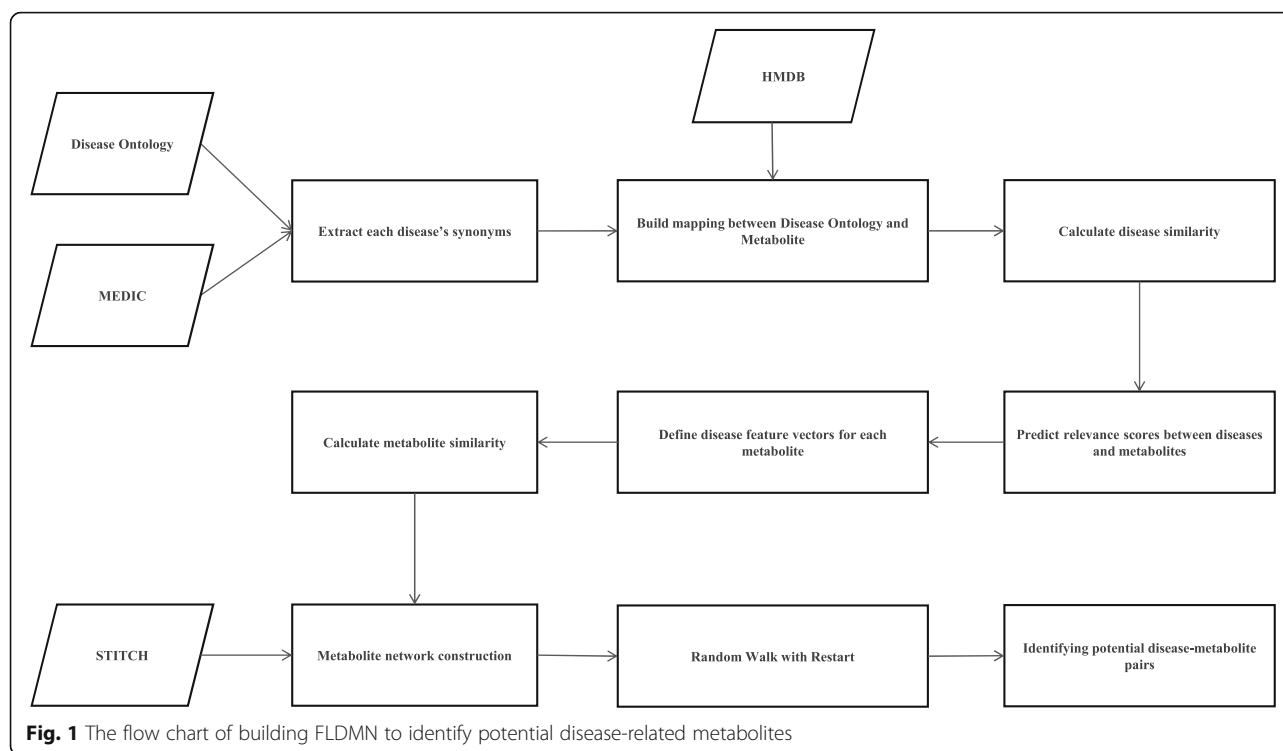 HMDB
Disease Ontology
MEDIC
Extract each disease's synonyms
Build mapping between Disease Ontology and
Metabolite
Calculate disease similarity
Calculate metabolite similarity
Define disease feature vectors for each
metabolite
Predict relevance scores between diseases
and metabolites
STITCH
Metabolite network construction
Random Walk with Restart
Identifying potential disease-metabolite
pairs
Fig. 1 The flow chart of building FLDMN to identify potential disease-related metabolites